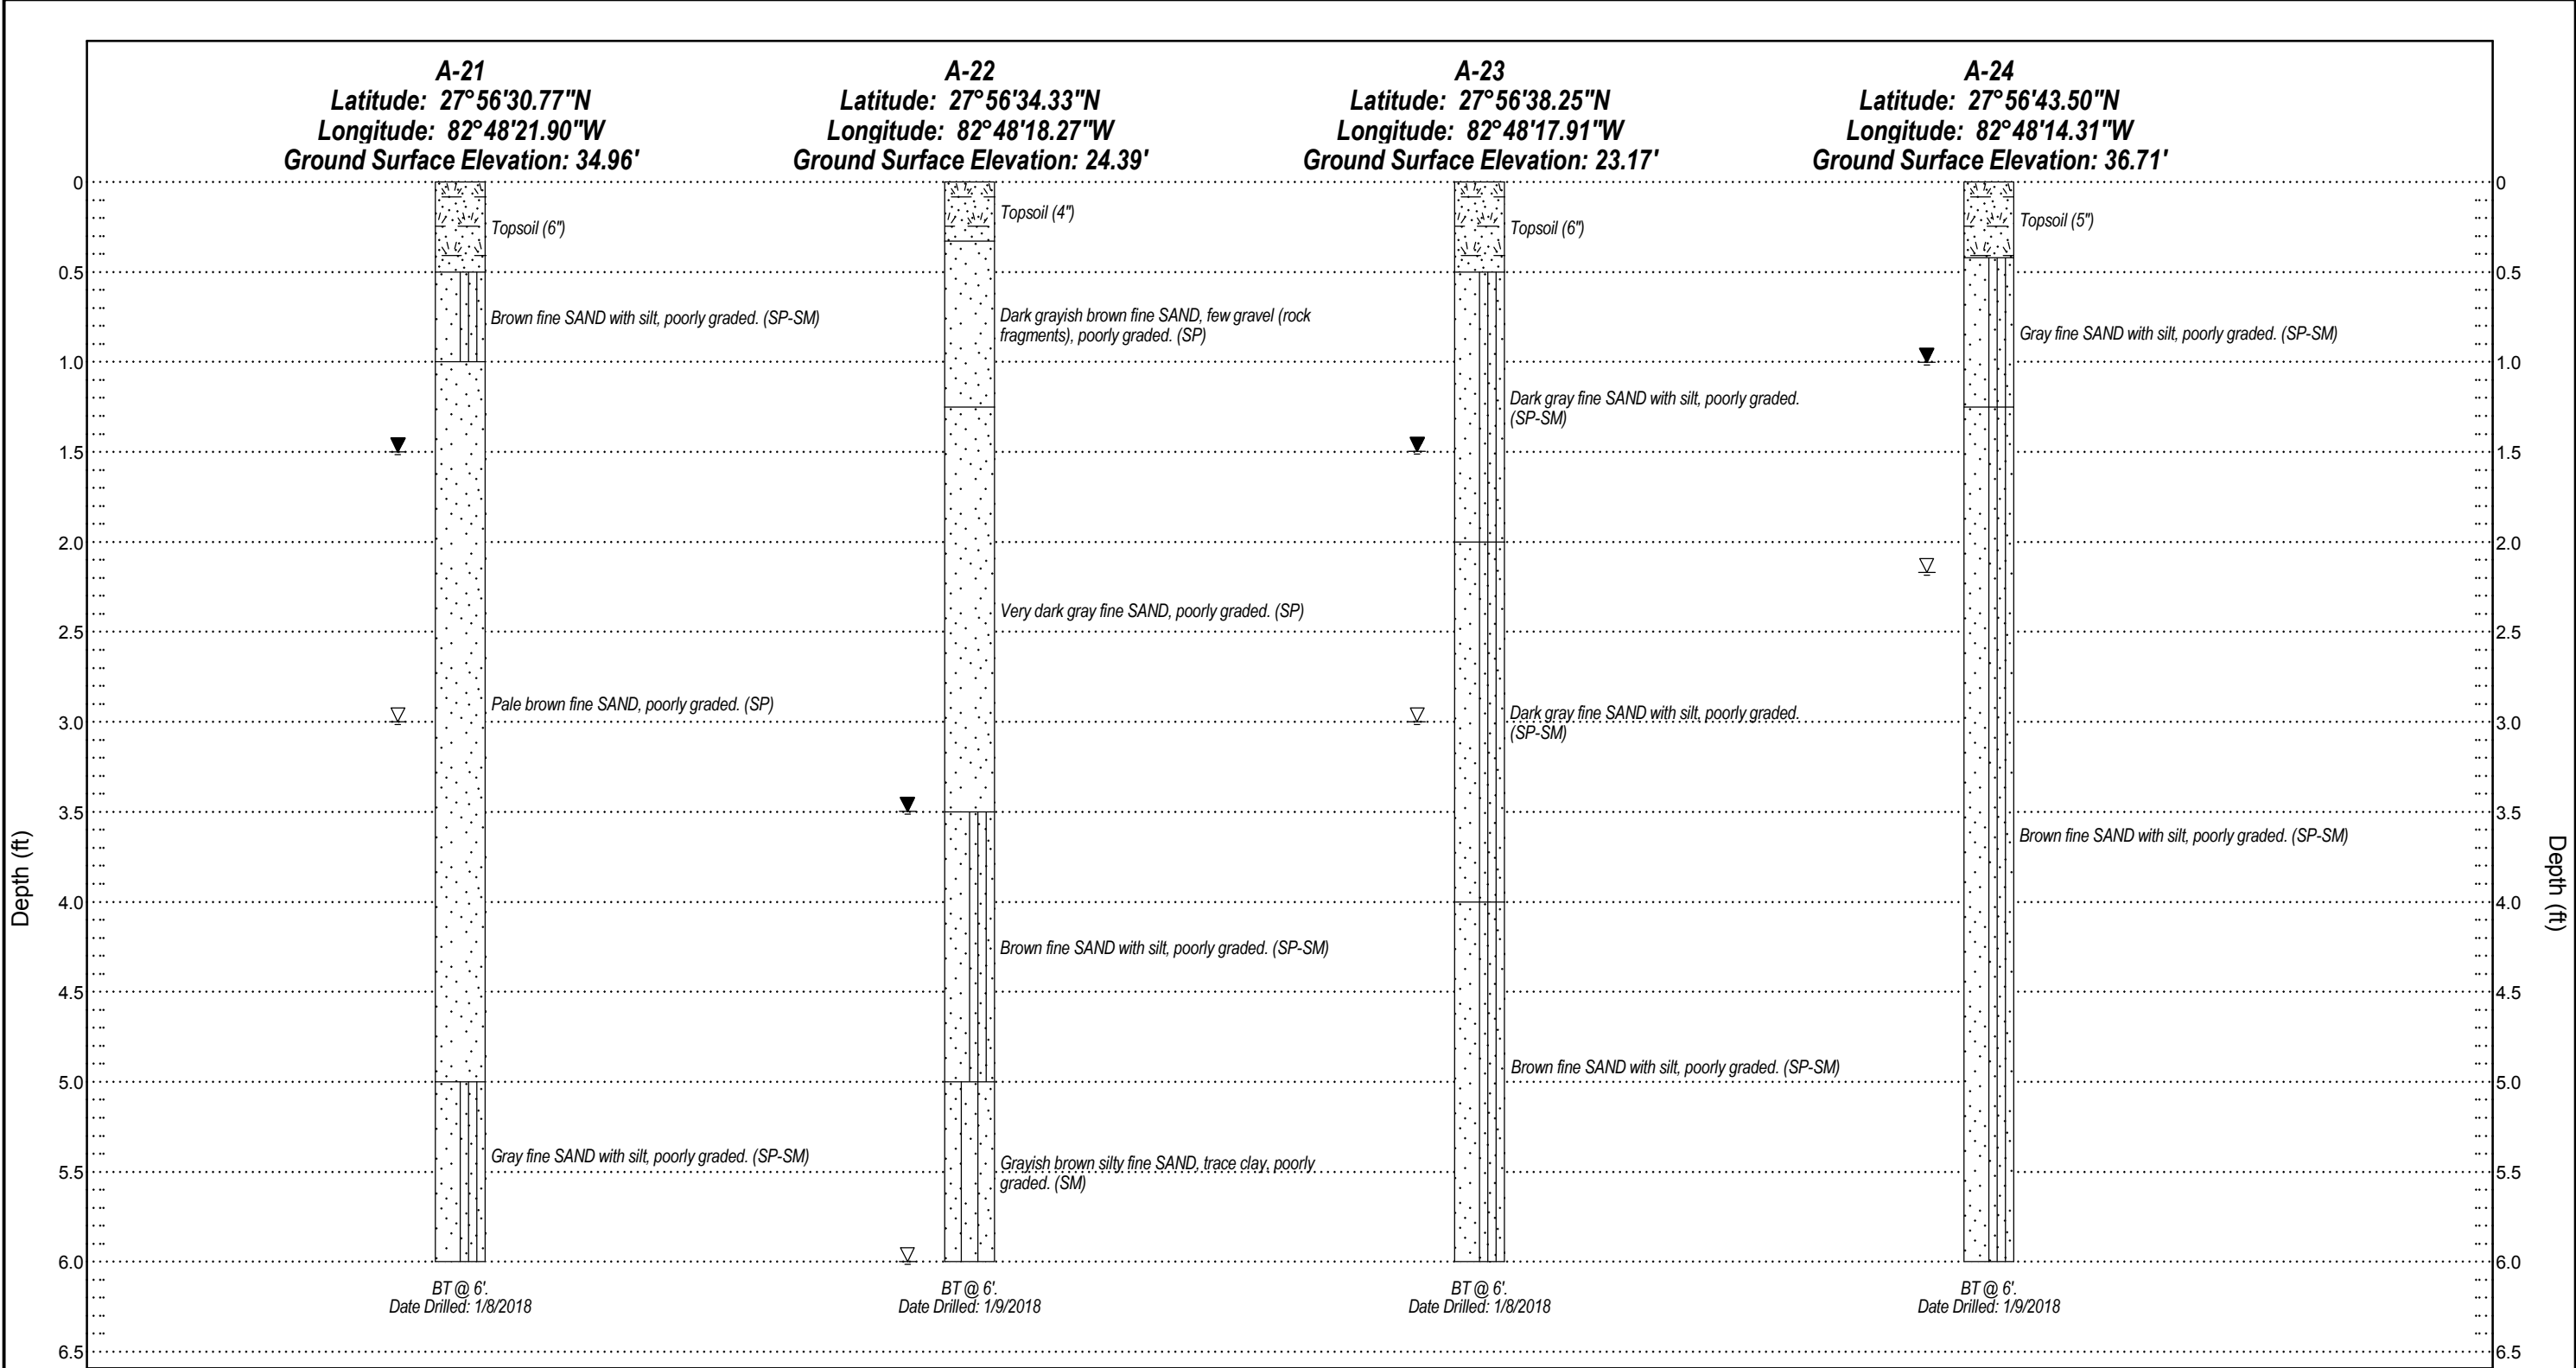 A-21
Latitude: 27°56'30.77"N
Longitude: 82°48'21.90"W
Ground Surface Elevation: 34.96'
A-22
Latitude: 27°56'34.33"N
Longitude: 82°48'18.27"W
Ground Surface Elevation: 24.39'
A-23
Latitude: 27°56'38.25"N
Longitude: 82°48'17.91"W
Ground Surface Elevation: 23.17'
A-24
Latitude: 27°56'43.50"N
Longitude: 82°48'14.31"W
Ground Surface Elevation: 36.71'
Depth (ft)
0
0.5
1.0
1.5
2.0
2.5
3.0
3.5
4.0
4.5
5.0
5.5
6.0
6.5
Topsoil (6")
Brown fine SAND with silt, poorly graded. (SP-SM)
Pale brown fine SAND, poorly graded. (SP)
Gray fine SAND with silt, poorly graded. (SP-SM)
BT @ 6'.
Date Drilled: 1/8/2018
Topsoil (4")
Dark grayish brown fine SAND, few gravel (rock
fragments), poorly graded. (SP)
Very dark gray fine SAND, poorly graded. (SP)
Brown fine SAND with silt, poorly graded. (SP-SM)
Grayish brown silty fine SAND, trace clay, poorly
graded. (SM)
BT @ 6'.
Date Drilled: 1/9/2018
Topsoil (6")
Dark gray fine SAND with silt, poorly graded.
(SP-SM)
Dark gray fine SAND with silt, poorly graded.
(SP-SM)
Brown fine SAND with silt, poorly graded. (SP-SM)
BT @ 6'.
Date Drilled: 1/8/2018
Topsoil (5")
Gray fine SAND with silt, poorly graded. (SP-SM)
Brown fine SAND with silt, poorly graded. (SP-SM)
BT @ 6'.
Date Drilled: 1/9/2018
0
0.5
1.0
1.5
2.0
2.5
3.0
3.5
4.0
4.5
5.0
5.5
6.0
6.5
Depth (ft)